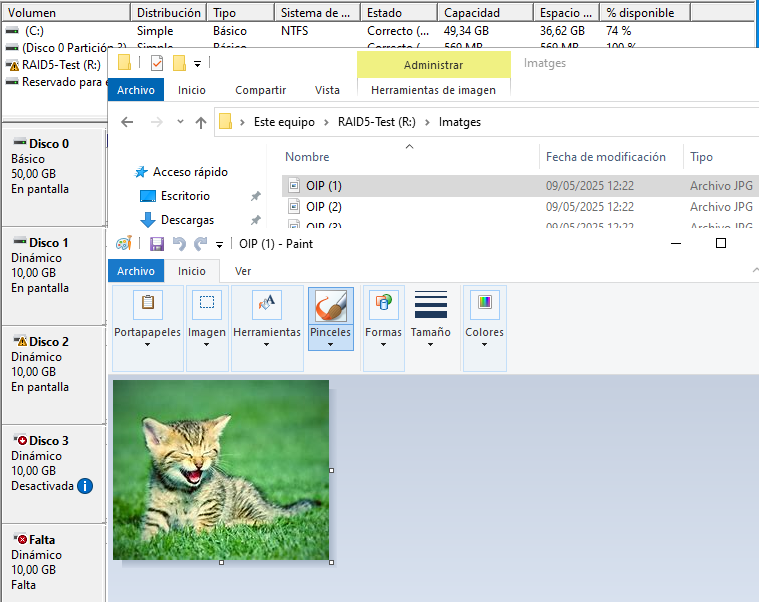 Volumen Distribución Tipo Sistema de ... Estado Capacidad Espacio ... % disponible
(C:) Simple Básico NTFS Correcto (... 49,34 GB 36,62 GB 74 %
(Disco 0 Partición 2) Simple Básico Correcto (... 569 MB 569 MB 100 %
RAID5-Test (R:)
Reservado para e
Administrar Imatges
Archivo Inicio Compartir Vista Herramientas de imagen
Este equipo > RAID5-Test (R:) > Imatges
Nombre Fecha de modificación Tipo
Acceso rápido
Escritorio
Descargas
OIP (1) 09/05/2025 12:22 Archivo JPG
OIP (2) 09/05/2025 12:22 Archivo JPG
OIP (3) 09/05/2025 12:22 Archivo JPG
OIP (1) - Paint
Archivo Inicio Ver
Portapapeles Imagen Herramientas Pinceles Formas Tamaño Colores
Disco 0
Básico
50,00 GB
En pantalla
Disco 1
Dinámico
10,00 GB
En pantalla
Disco 2
Dinámico
10,00 GB
En pantalla
Disco 3
Dinámico
10,00 GB
Desactivada
Falta
Dinámico
10,00 GB
Falta